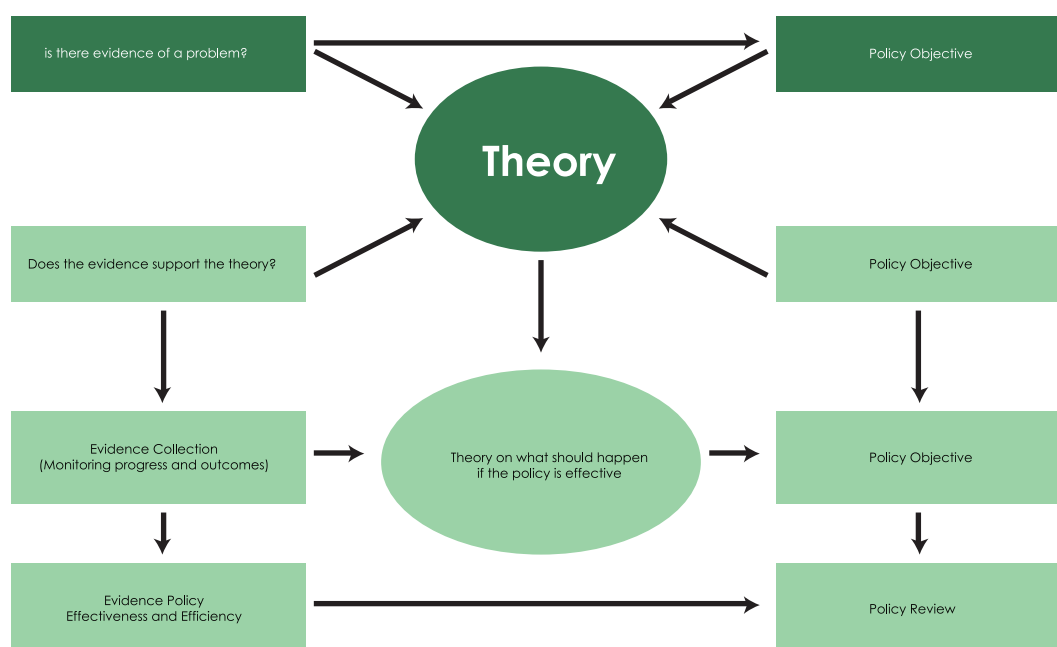 is there evidence of a problem?
Policy Objective
Theory
Does the evidence support the theory?
Policy Objective
Evidence Collection
(Monitoring progress and outcomes)
Theory on what should happen
if the policy is effective
Policy Objective
Evidence Policy
Effectiveness and Efficiency
Policy Review